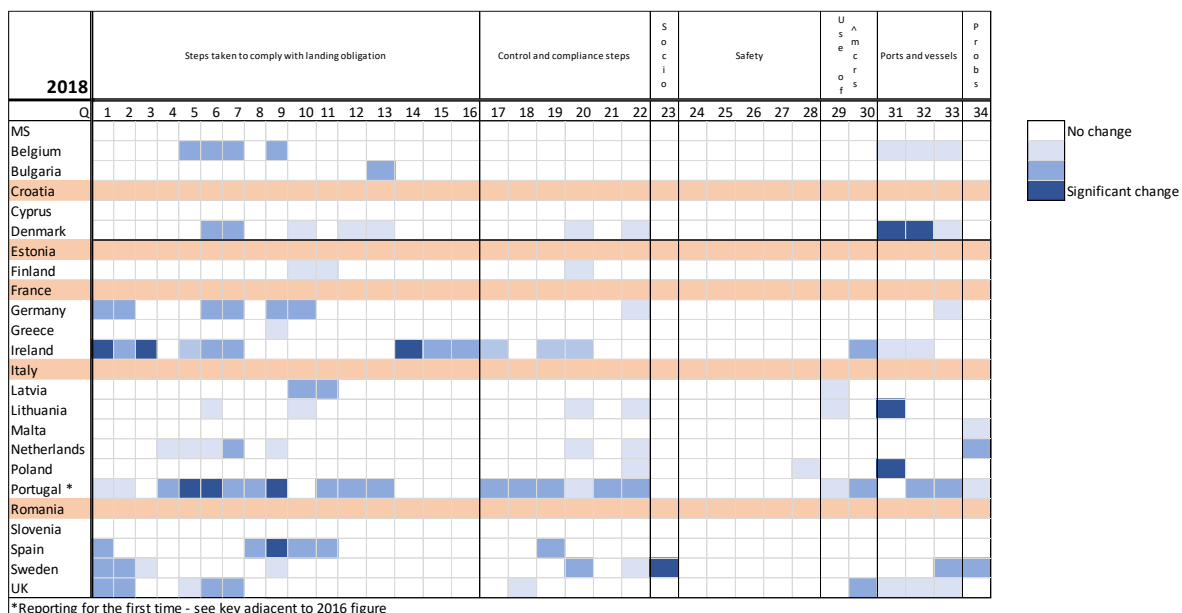 Steps taken to comply with landing obligation
Control and compliance steps
Socio
Safety
Use of
^mcrs
Ports and vessels
Probs
2018
Q 1 2 3 4 5 6 7 8 9 10 11 12 13 14 15 16 17 18 19 20 21 22 23 24 25 26 27 28 29 30 31 32 33 34
MS
Belgium
Bulgaria
Croatia
Cyprus
Denmark
Estonia
Finland
France
Germany
Greece
Ireland
Italy
Latvia
Lithuania
Malta
Netherlands
Poland
Portugal *
Romania
Slovenia
Spain
Sweden
UK
*Reporting for the first time - see key adjacent to 2016 figure
No change
Significant change